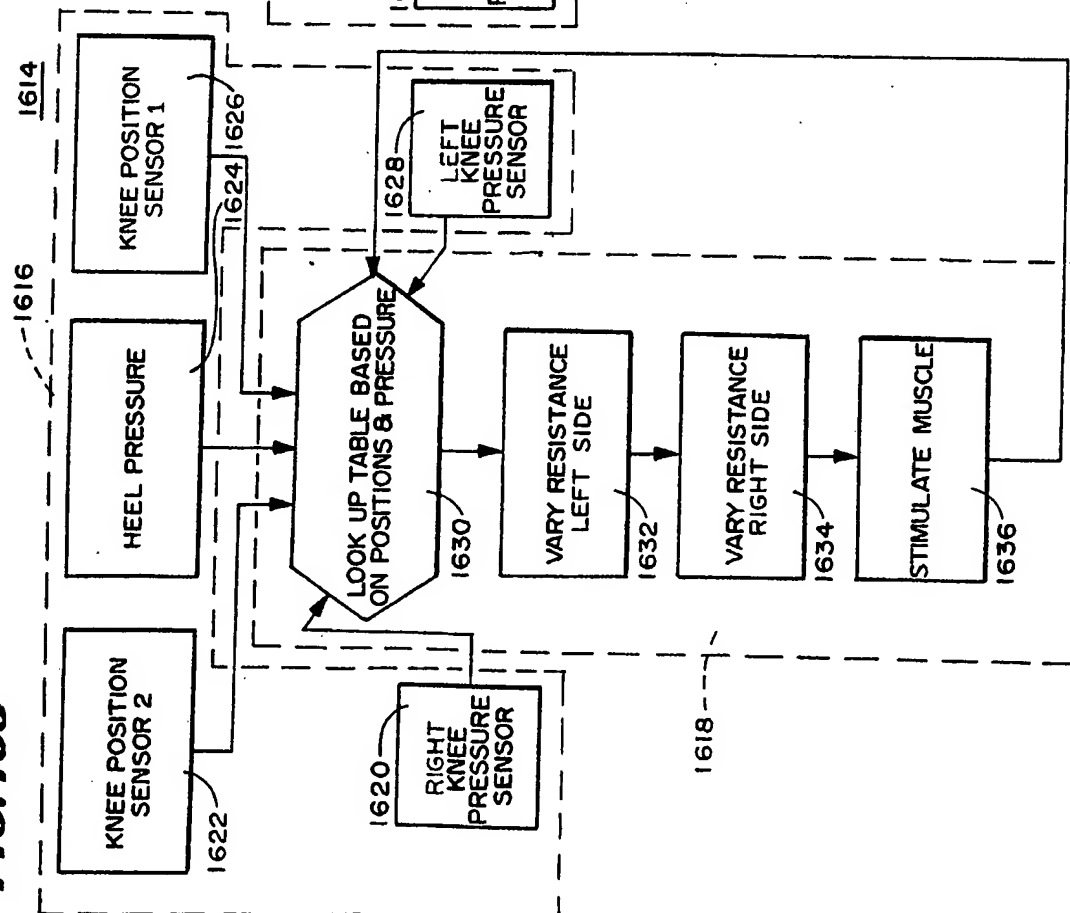 1614
1616
KNEE POSITION
SENSOR 2
1622
HEEL PRESSURE
1624
KNEE POSITION
SENSOR 1
1626
1620
RIGHT
KNEE
PRESSURE
SENSOR
1628
LEFT
KNEE
PRESSURE
SENSOR
LOOK UP TABLE BASED
ON POSITIONS & PRESSURE
1630
VARY RESISTANCE
LEFT SIDE
1632
VARY RESISTANCE
RIGHT SIDE
1634
STIMULATE MUSCLE
1636
1618